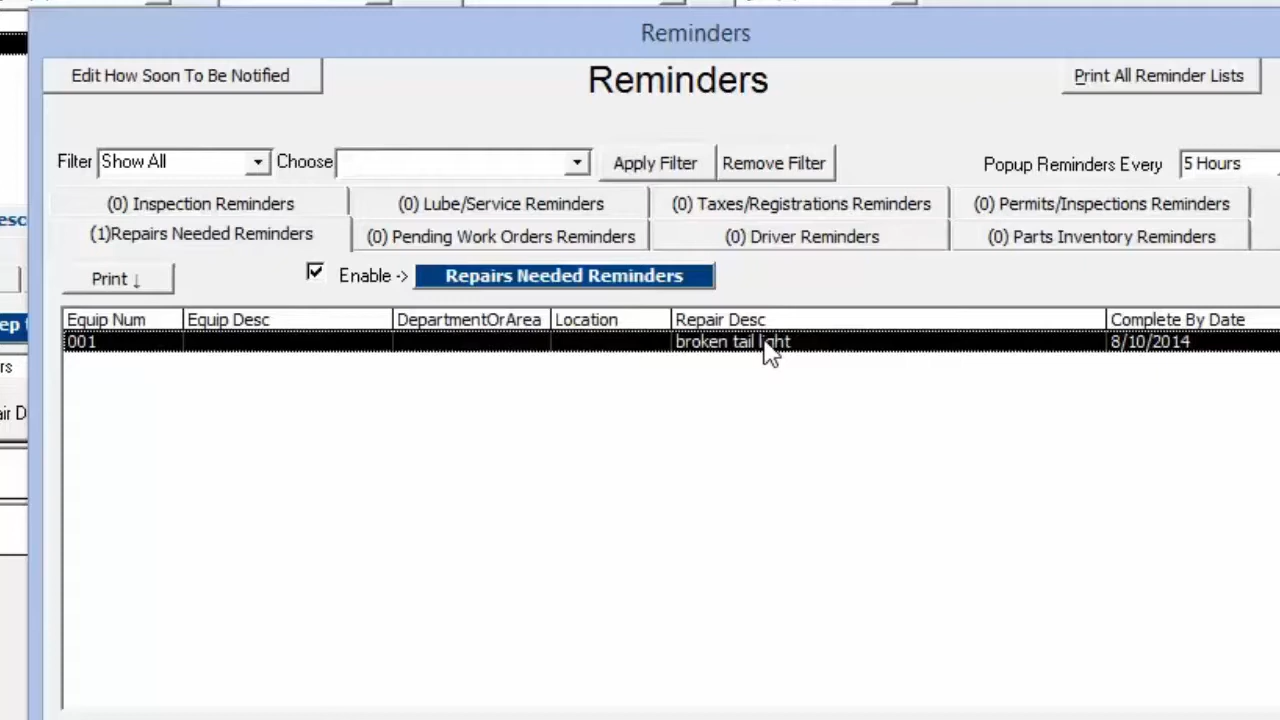 Reminders
Edit How Soon To Be Notified
Reminders
Print All Reminder Lists
Filter Show All Choose Apply Filter Remove Filter Popup Reminders Every 5 Hours
(0) Inspection Reminders (0) Lube/Service Reminders (0) Taxes/Registrations Reminders (0) Permits/Inspections Reminders
(1)Repairs Needed Reminders (0) Pending Work Orders Reminders (0) Driver Reminders (0) Parts Inventory Reminders
Print ↓ Enable -> Repairs Needed Reminders
Equip Num Equip Desc DepartmentOrArea Location Repair Desc Complete By Date
001 broken tail light 8/10/2014